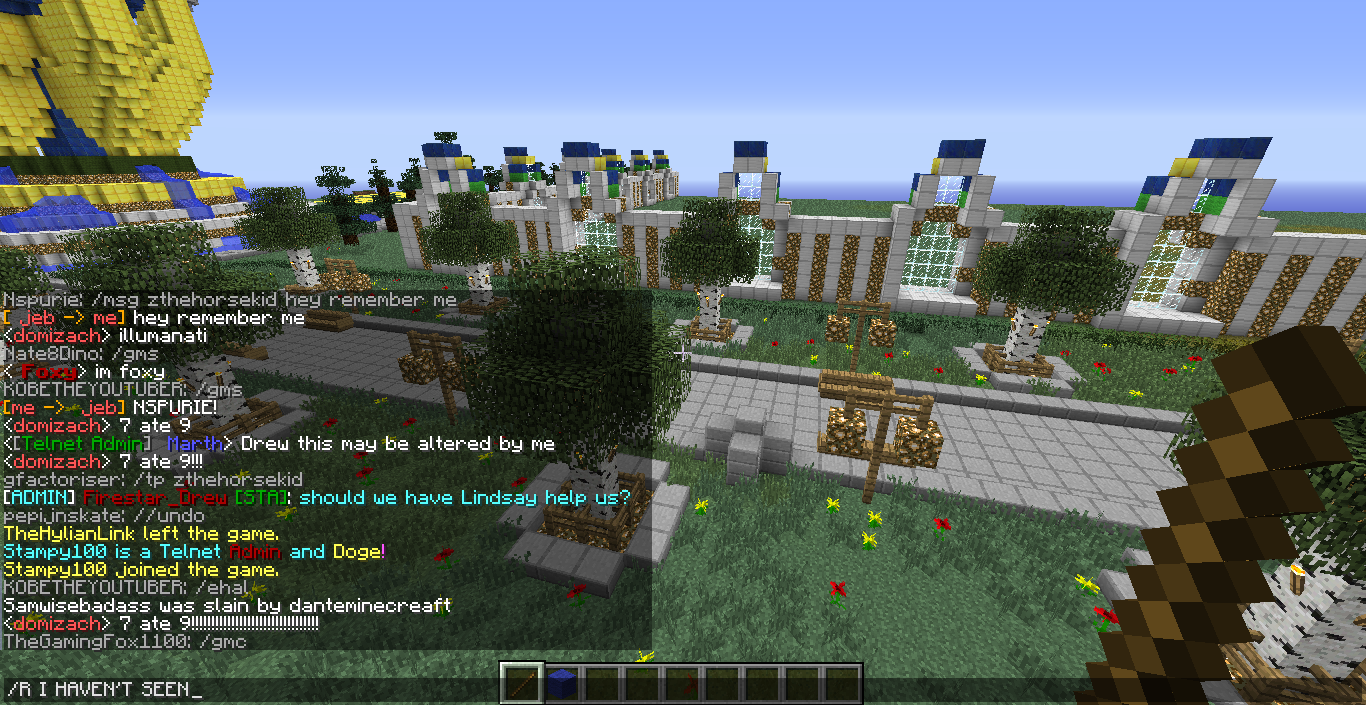 Nspurie: /msg zthehorsekid hey remember me
[ jeb -> me] hey remember me
<domizach> illumanati
Nate8Dino: /gms
< Foxy> im foxy
KOBETHEYOUTUBER: /gms
[me -> jeb] NSPURIE!
<domizach> 7 ate 9
<[Telnet Admin] Marth> Drew this may be altered by me
<domizach> 7 ate 9!!!
gfactoriser: /tp zthehorsekid
[ADMIN] Firestar_Drew [STA]: should we have Lindsay help us?
pepijnskate: //undo
TheHylianLink left the game.
Stampy100 is a Telnet Admin and Doge!
Stampy100 joined the game.
KOBETHEYOUTUBER: /ehal
Samwisebadass was slain by danteminecreaft
<domizach> 7 ate 9!!!!!!!!!!!!!!!!!!!!!!!!!!!!!!!!
TheGamingFox1100: /gmc
/R I HAVEN'T SEEN_